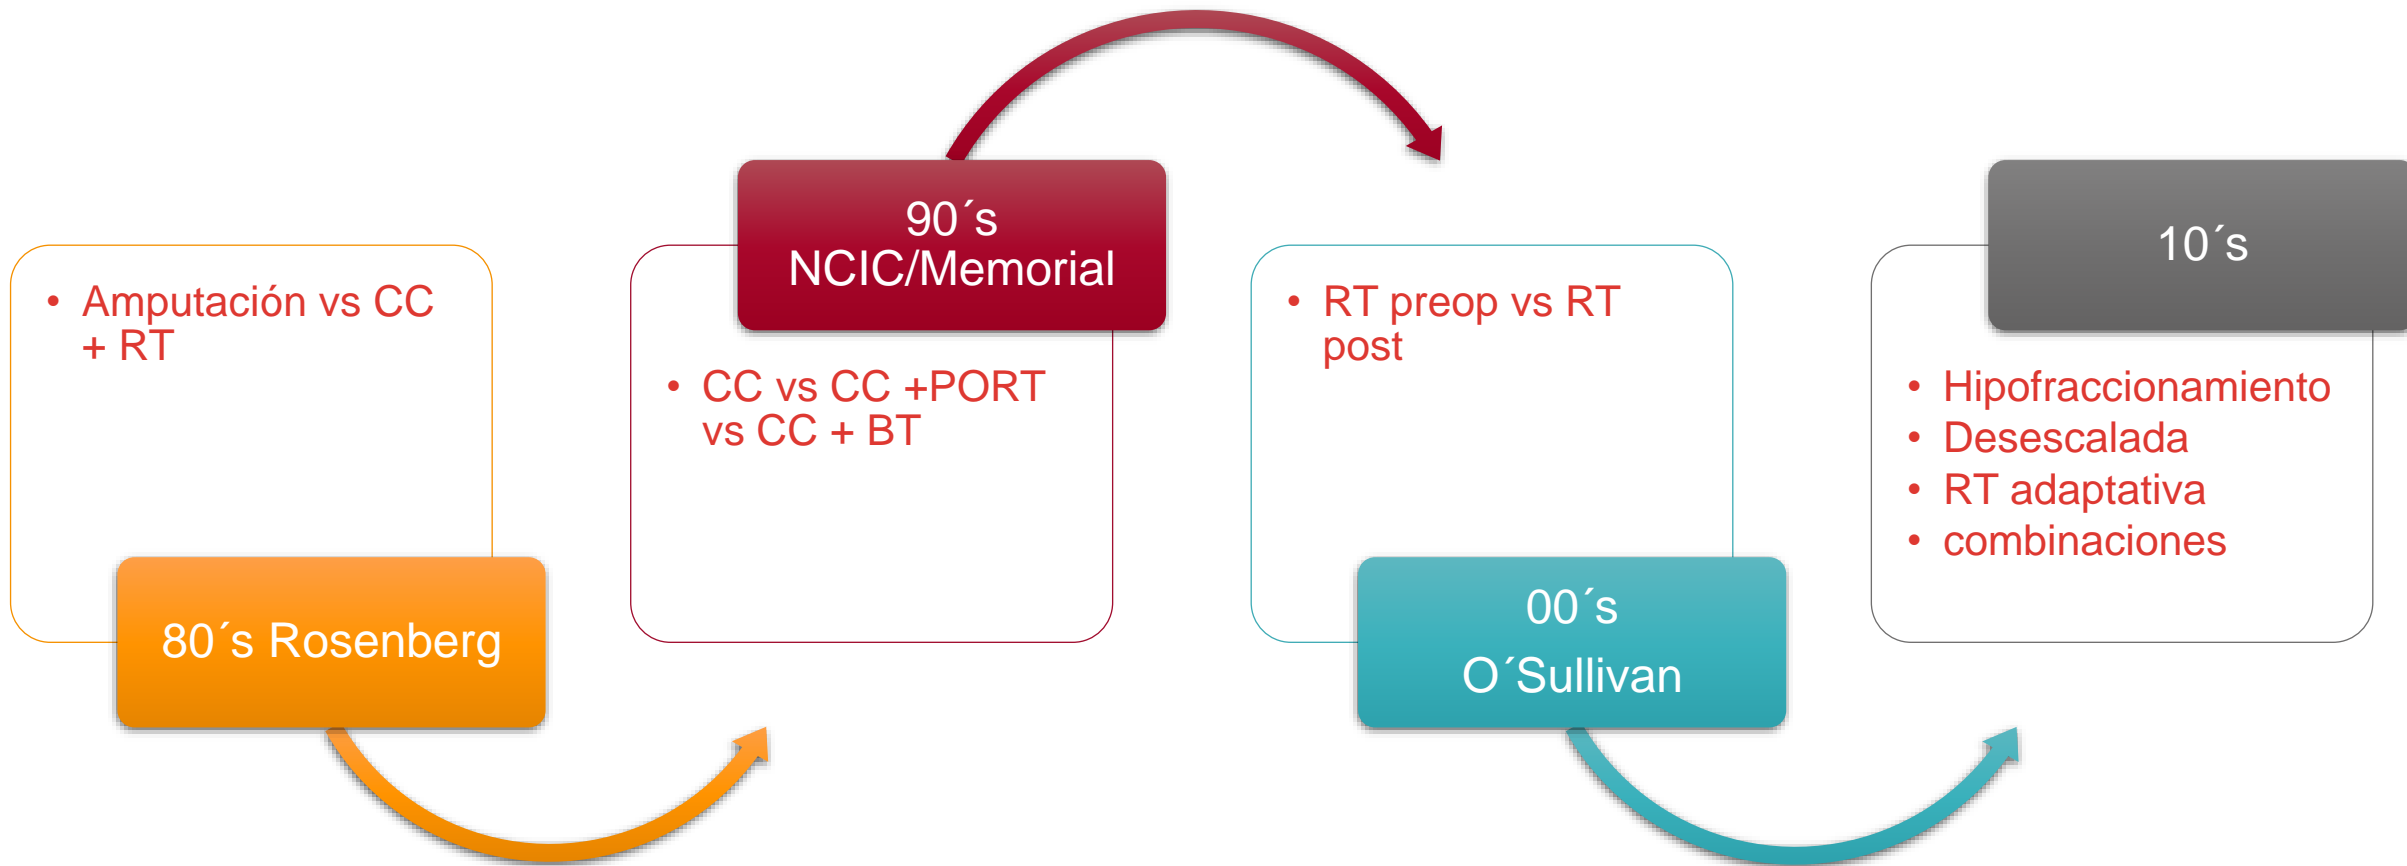 • Amputación vs CC
+ RT
80´s Rosenberg
90´s
NCIC/Memorial
• CC vs CC +PORT
vs CC + BT
• RT preop vs RT
post
00´s
O´Sullivan
10´s
• Hipofraccionamiento
• Desescalada
• RT adaptativa
• combinaciones